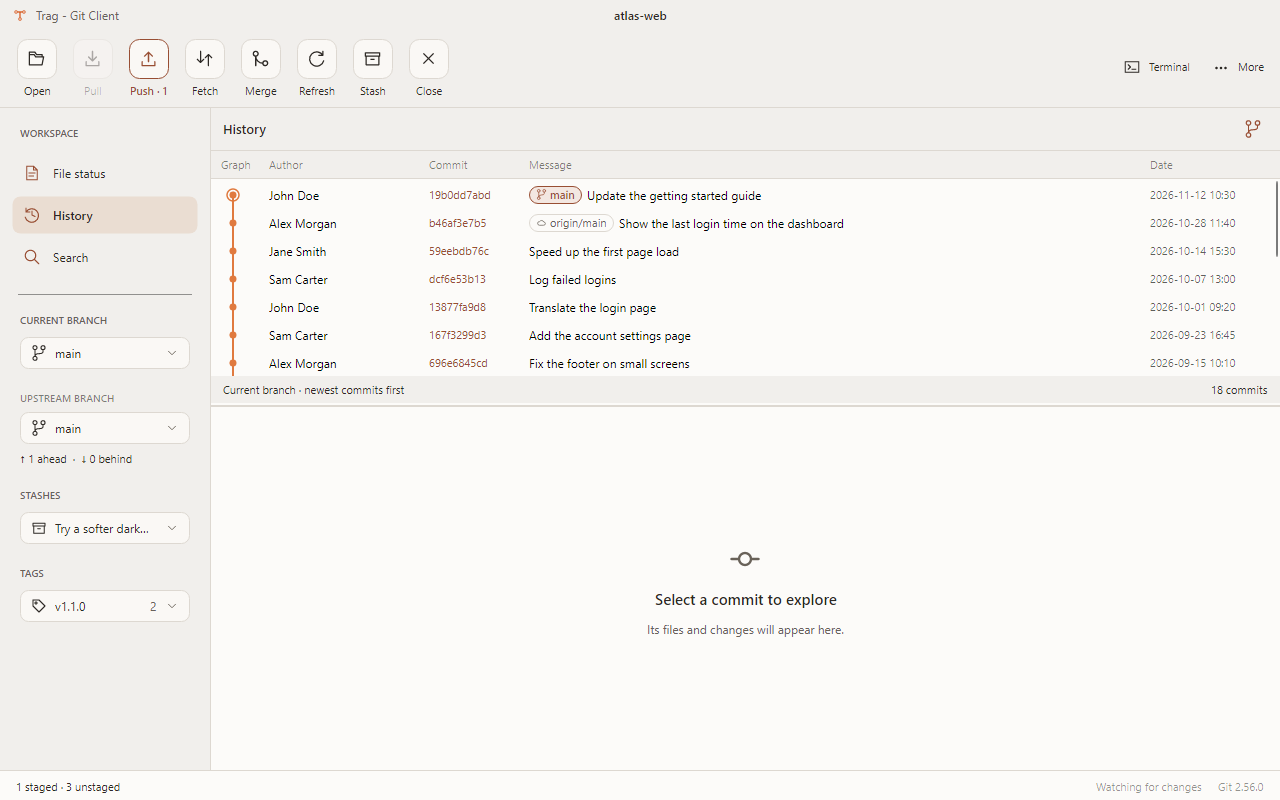 Trag - Git Client
atlas-web
Open
Pull
Push · 1
Fetch
Merge
Refresh
Stash
Close
Terminal
More
WORKSPACE
File status
History
Search
CURRENT BRANCH
main
UPSTREAM BRANCH
main
↑ 1 ahead · ↓ 0 behind
STASHES
Try a softer dark...
TAGS
v1.1.0 2
History
Graph Author Commit Message Date
John Doe 19b0dd7abd main Update the getting started guide 2026-11-12 10:30
Alex Morgan b46af3e7b5 origin/main Show the last login time on the dashboard 2026-10-28 11:40
Jane Smith 59eebdb76c Speed up the first page load 2026-10-14 15:30
Sam Carter dcf6e53b13 Log failed logins 2026-10-07 13:00
John Doe 13877fa9d8 Translate the login page 2026-10-01 09:20
Sam Carter 167f3299d3 Add the account settings page 2026-09-23 16:45
Alex Morgan 696e6845cd Fix the footer on small screens 2026-09-15 10:10
Current branch · newest commits first 18 commits
Select a commit to explore
Its files and changes will appear here.
1 staged · 3 unstaged
Watching for changes Git 2.56.0